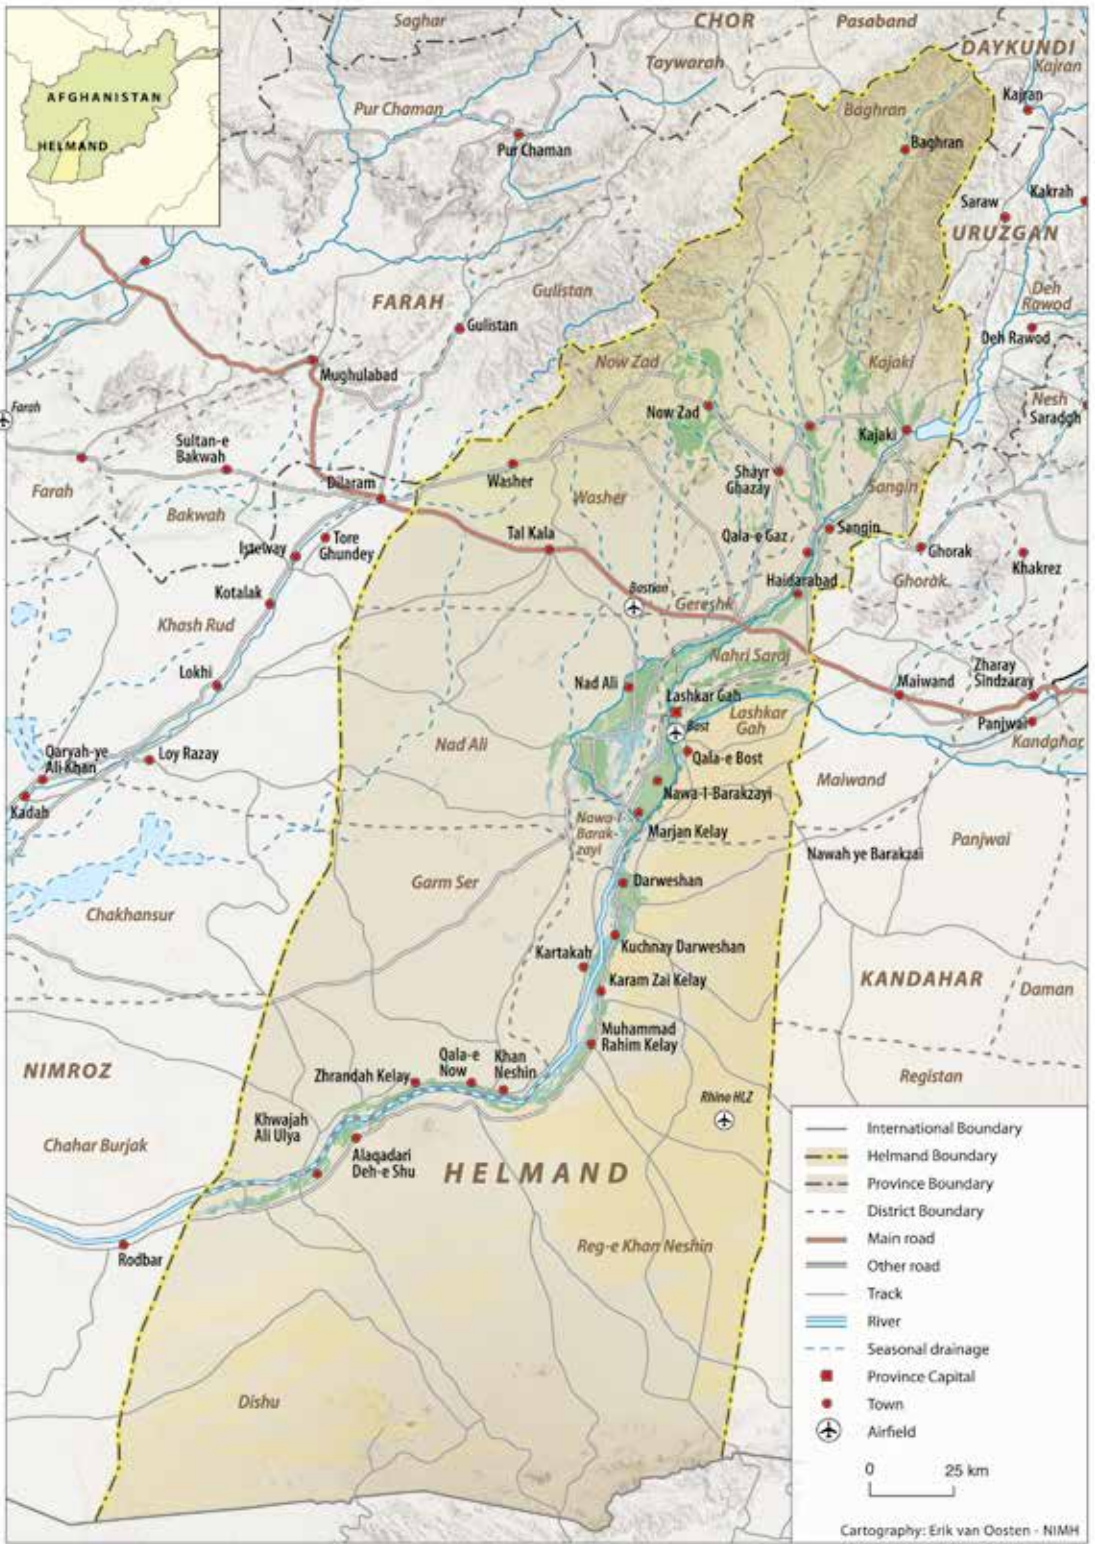 AFGHANISTAN
HELMAND
Saghar
CHOR
Pasaband
DAYKUNDI
Kajran
Taywarah
Pur Chaman
Baghran
Kajran
Pur Chaman
Baghran
Kakrah
Saraw
URUZGAN
FARAH
Gulistan
Deh
Rawod
Gulistan
Deh Rawod
Mughulabad
Now Zad
Kajaki
Farah
Now Zad
Nesh
Saradgh
Kajaki
Sultan-e
Bakwah
Washer
Shayr
Ghazay
Sangin
Farah
Dilaram
Washer
Bakwah
Tal Kala
Qala-e Gaz
Sangin
Istelway
Tore
Ghundey
Ghorak
Khakrez
Haidarabad
Ghorak
Kotalak
Bastian
Gereshk
Khash Rud
Nahri Saraj
Lokhi
Nad Ali
Lashkar Gah
Maiwand
Zharay
Sindzaray
Lashkar
Gah
Panjwai
Bost
Kandahar
Qaryah-ye
Ali Khan
Loy Razay
Nad Ali
Qala-e Bost
Maiwand
Kadah
Nawa-1-Barakzayi
Nawa-1-
Barak-
zayi
Marjan Kelay
Panjwai
Nawah ye Barakzai
Garm Ser
Darweshan
Chakhansur
Kartakah
Kuchnay Darweshan
KANDAHAR
Daman
Karam Zai Kelay
Muhammad
Rahim Kelay
NIMROZ
Qala-e
Now
Khan
Neshin
Zhrandah Kelay
Registan
Rhino HLZ
Khwajah
Ali Ulya
Chahar Burjak
Alaqadari
Deh-e Shu
HELMAND
Rodbar
Reg-e Khan Neshin
Dishu
International Boundary
Helmand Boundary
Province Boundary
District Boundary
Main road
Other road
Track
River
Seasonal drainage
Province Capital
Town
Airfield
0 25 km
Cartography: Erik van Oosten - NIMH